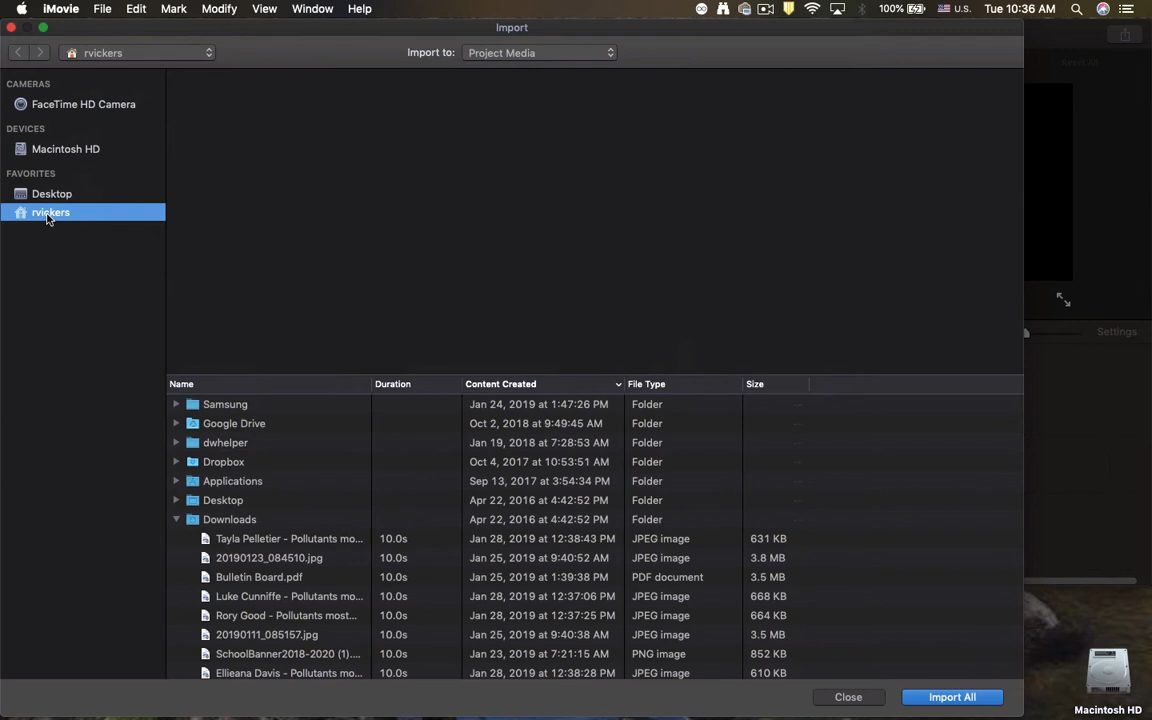 iMovie File Edit Mark Modify View Window Help 100% U.S. Tue 10:36 AM
Import
rvickers Import to: Project Media
CAMERAS
FaceTime HD Camera
DEVICES
Macintosh HD
FAVORITES
Desktop
rvickers
Settings
Name Duration Content Created File Type Size
Samsung Jan 24, 2019 at 1:47:26 PM Folder --
Google Drive Oct 2, 2018 at 9:49:45 AM Folder --
dwhelper Jan 19, 2018 at 7:28:53 AM Folder --
Dropbox Oct 4, 2017 at 10:53:51 AM Folder --
Applications Sep 13, 2017 at 3:54:34 PM Folder --
Desktop Apr 22, 2016 at 4:42:52 PM Folder --
Downloads Apr 22, 2016 at 4:42:52 PM Folder --
Tayla Pelletier - Pollutants mo... 10.0s Jan 28, 2019 at 12:38:43 PM JPEG image 631 KB
20190123_084510.jpg 10.0s Jan 25, 2019 at 9:40:52 AM JPEG image 3.8 MB
Bulletin Board.pdf 10.0s Jan 25, 2019 at 1:39:38 PM PDF document 3.5 MB
Luke Cunniffe - Pollutants mo... 10.0s Jan 28, 2019 at 12:37:06 PM JPEG image 668 KB
Rory Good - Pollutants most... 10.0s Jan 28, 2019 at 12:37:25 PM JPEG image 664 KB
20190111_085157.jpg 10.0s Jan 25, 2019 at 9:40:38 AM JPEG image 3.5 MB
SchoolBanner2018-2020 (1).... 10.0s Jan 23, 2019 at 7:21:15 AM PNG image 852 KB
Ellieana Davis - Pollutants mo... 10.0s Jan 28, 2019 at 12:38:28 PM JPEG image 610 KB
Close Import All
Macintosh HD